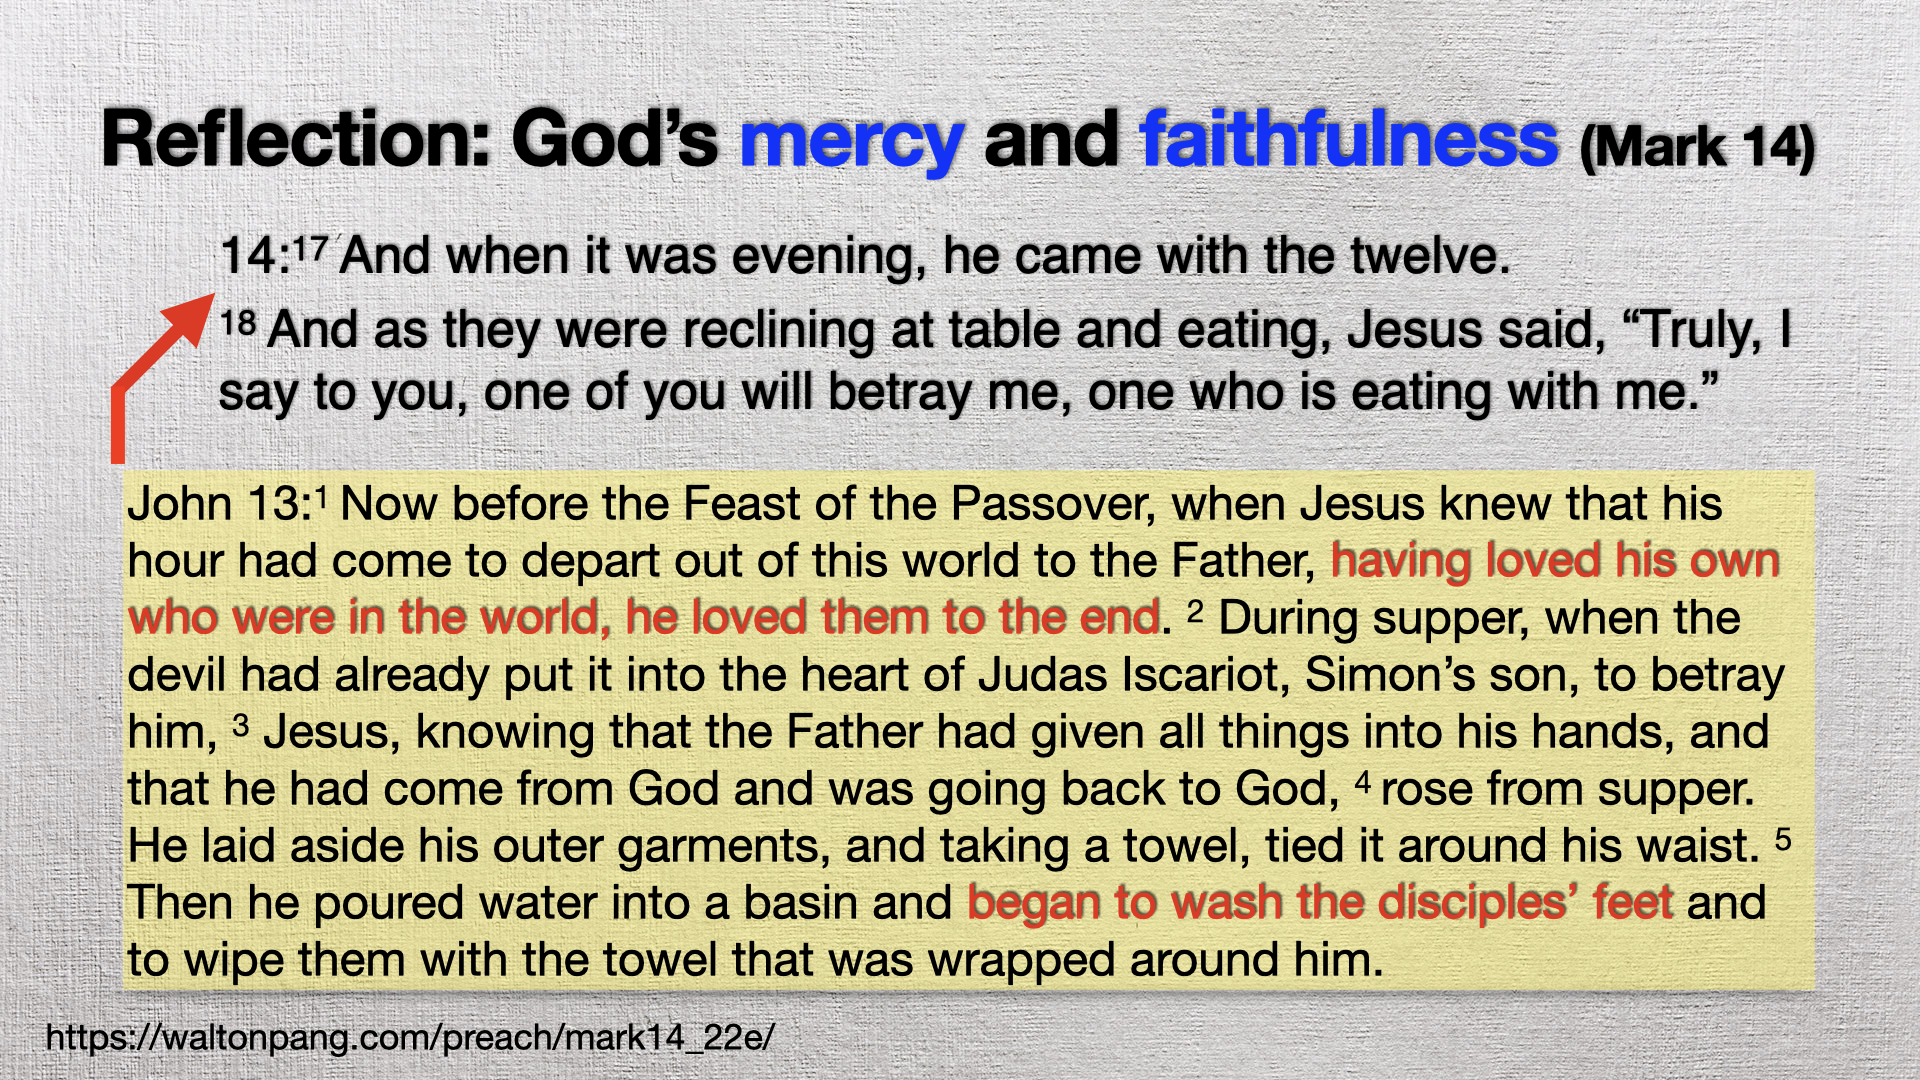 Reflection: God’s mercy and faithfulness (Mark 14)
14:17 And when it was evening, he came with the twelve.
18 And as they were reclining at table and eating, Jesus said, “Truly, I
say to you, one of you will betray me, one who is eating with me.”
John 13:1 Now before the Feast of the Passover, when Jesus knew that his
hour had come to depart out of this world to the Father, having loved his own
who were in the world, he loved them to the end. 2 During supper, when the
devil had already put it into the heart of Judas Iscariot, Simon’s son, to betray
him, 3 Jesus, knowing that the Father had given all things into his hands, and
that he had come from God and was going back to God, 4 rose from supper.
He laid aside his outer garments, and taking a towel, tied it around his waist. 5
Then he poured water into a basin and began to wash the disciples’ feet and
to wipe them with the towel that was wrapped around him.
https://waltonpang.com/preach/mark14_22e/